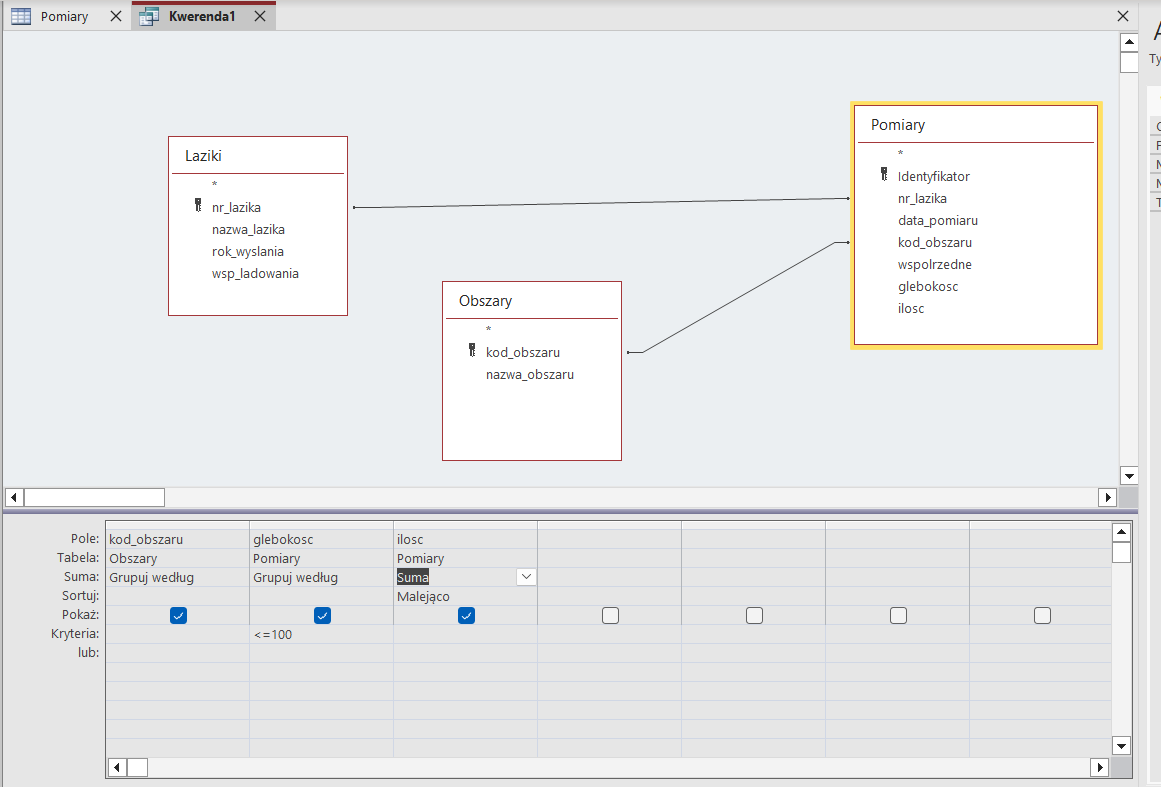 Pomiary
Kwerenda1
Laziki
*
nr_lazika
nazwa_lazika
rok_wyslania
wsp_ladowania
Obszary
*
kod_obszaru
nazwa_obszaru
Pomiary
*
Identyfikator
nr_lazika
data_pomiaru
kod_obszaru
wspolrzedne
glebokosc
ilosc
Pole: kod_obszaru glebokosc ilosc
Tabela: Obszary Pomiary Pomiary
Suma: Grupuj według Grupuj według Suma
Sortuj: Malejąco
Pokaż:
Kryteria: <=100
lub: